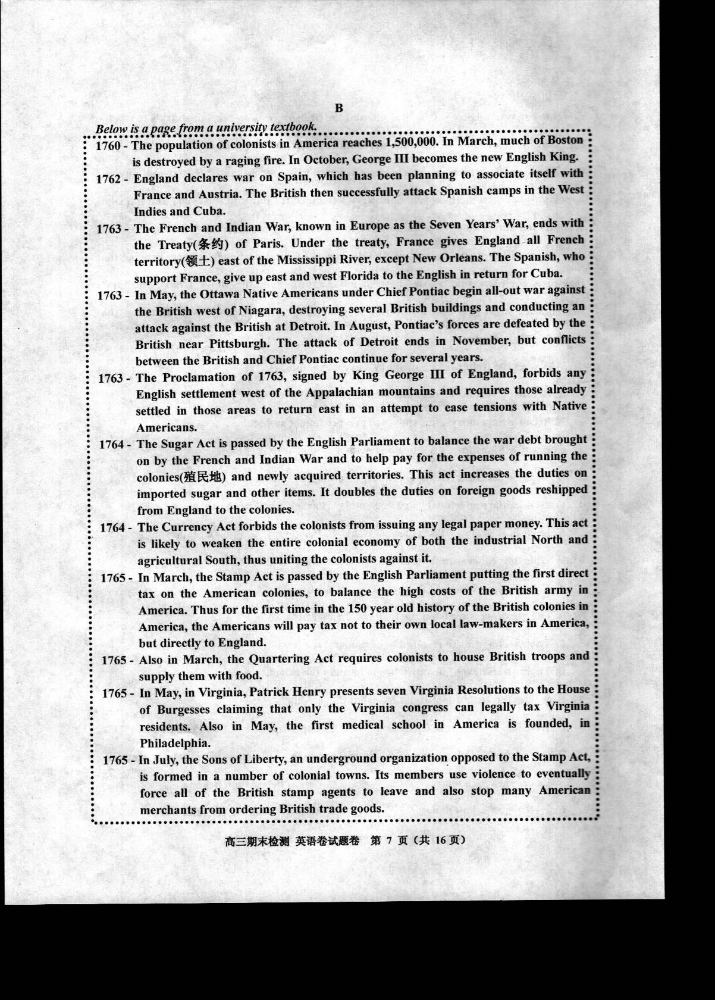 B
Below is a page from a university textbook.
1760 - The population of colonists in America reaches 1,500,000. In March, much of Boston
is destroyed by a raging fire. In October, George III becomes the new English King.
1762 - England declares war on Spain, which has been planning to associate itself with
France and Austria. The British then successfully attack Spanish camps in the West
Indies and Cuba.
1763 - The French and Indian War, known in Europe as the Seven Years' War, ends with
the Treaty(条约) of Paris. Under the treaty, France gives England all French
territory(领土) east of the Mississippi River, except New Orleans. The Spanish, who
support France, give up east and west Florida to the English in return for Cuba.
1763 - In May, the Ottawa Native Americans under Chief Pontiac begin all-out war against
the British west of Niagara, destroying several British buildings and conducting an
attack against the British at Detroit. In August, Pontiac's forces are defeated by the
British near Pittsburgh. The attack of Detroit ends in November, but conflicts
between the British and Chief Pontiac continue for several years.
1763 - The Proclamation of 1763, signed by King George III of England, forbids any
English settlement west of the Appalachian mountains and requires those already
settled in those areas to return east in an attempt to ease tensions with Native
Americans.
1764 - The Sugar Act is passed by the English Parliament to balance the war debt brought
on by the French and Indian War and to help pay for the expenses of running the
colonies(殖民地) and newly acquired territories. This act increases the duties on
imported sugar and other items. It doubles the duties on foreign goods reshipped
from England to the colonies.
1764 - The Currency Act forbids the colonists from issuing any legal paper money. This act
is likely to weaken the entire colonial economy of both the industrial North and
agricultural South, thus uniting the colonists against it.
1765 - In March, the Stamp Act is passed by the English Parliament putting the first direct
tax on the American colonies, to balance the high costs of the British army in
America. Thus for the first time in the 150 year old history of the British colonies in
America, the Americans will pay tax not to their own local law-makers in America,
but directly to England.
1765 - Also in March, the Quartering Act requires colonists to house British troops and
supply them with food.
1765 - In May, in Virginia, Patrick Henry presents seven Virginia Resolutions to the House
of Burgesses claiming that only the Virginia congress can legally tax Virginia
residents. Also in May, the first medical school in America is founded, in
Philadelphia.
1765 - In July, the Sons of Liberty, an underground organization opposed to the Stamp Act,
is formed in a number of colonial towns. Its members use violence to eventually
force all of the British stamp agents to leave and also stop many American
merchants from ordering British trade goods.
高三期末检测 英语卷试题卷 第 7 页（共 16 页）